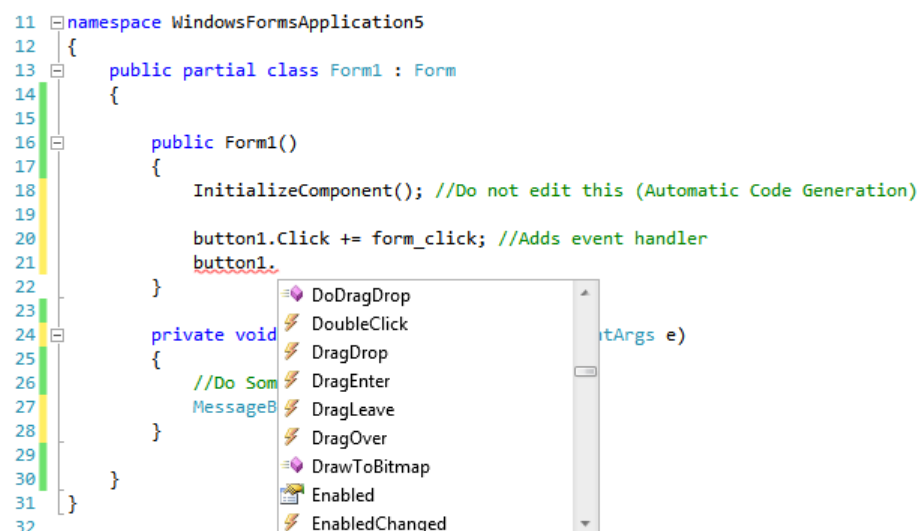 11 namespace WindowsFormsApplication5
12 {
13 public partial class Form1 : Form
14 {
15
16 public Form1()
17 {
18 InitializeComponent(); //Do not edit this (Automatic Code Generation)
19
20 button1.Click += form_click; //Adds event handler
21 button1.
22 }
DoDragDrop
23
DoubleClick
24 private void tArgs e)
DragDrop
25 {
DragEnter
26 //Do Som
DragLeave
27 MessageB
DragOver
28 }
DrawToBitmap
29
Enabled
30 }
EnabledChanged
31 }
32